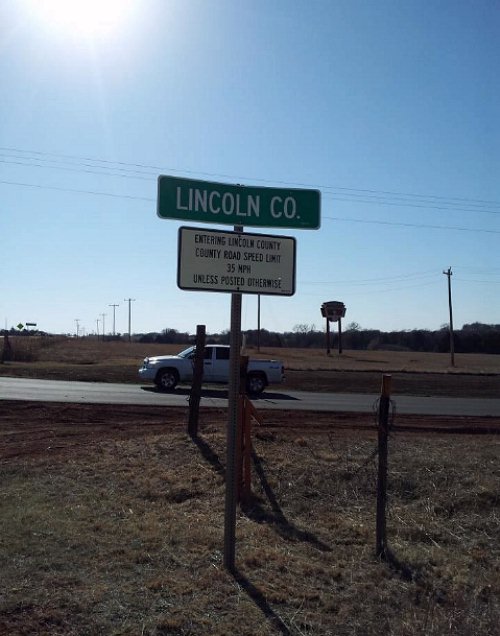 LINCOLN CO.
ENTERING LINCOLN COUNTY
COUNTY ROAD SPEED LIMIT
35 MPH
UNLESS POSTED OTHERWISE